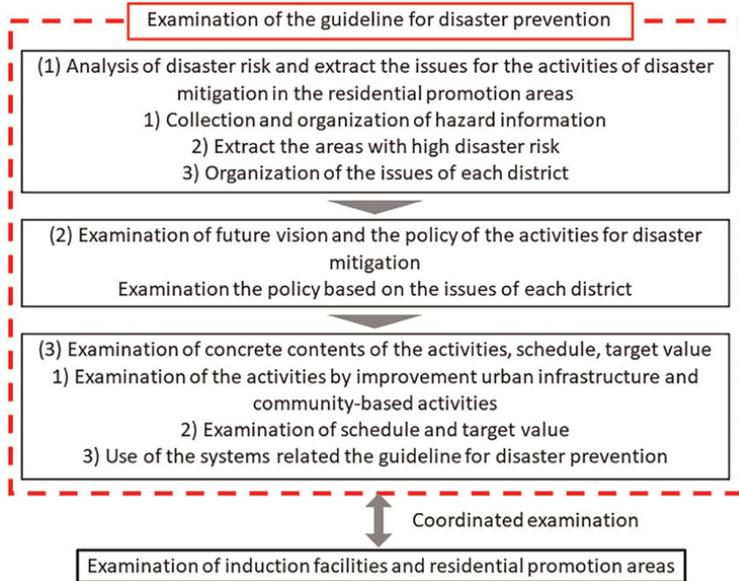 Examination of the guideline for disaster prevention
(1) Analysis of disaster risk and extract the issues for the activities of disaster
mitigation in the residential promotion areas
1) Collection and organization of hazard information
2) Extract the areas with high disaster risk
3) Organization of the issues of each district
(2) Examination of future vision and the policy of the activities for disaster
mitigation
Examination the policy based on the issues of each district
(3) Examination of concrete contents of the activities, schedule, target value
1) Examination of the activities by improvement urban infrastructure and
community-based activities
2) Examination of schedule and target value
3) Use of the systems related the guideline for disaster prevention
Coordinated examination
Examination of induction facilities and residential promotion areas